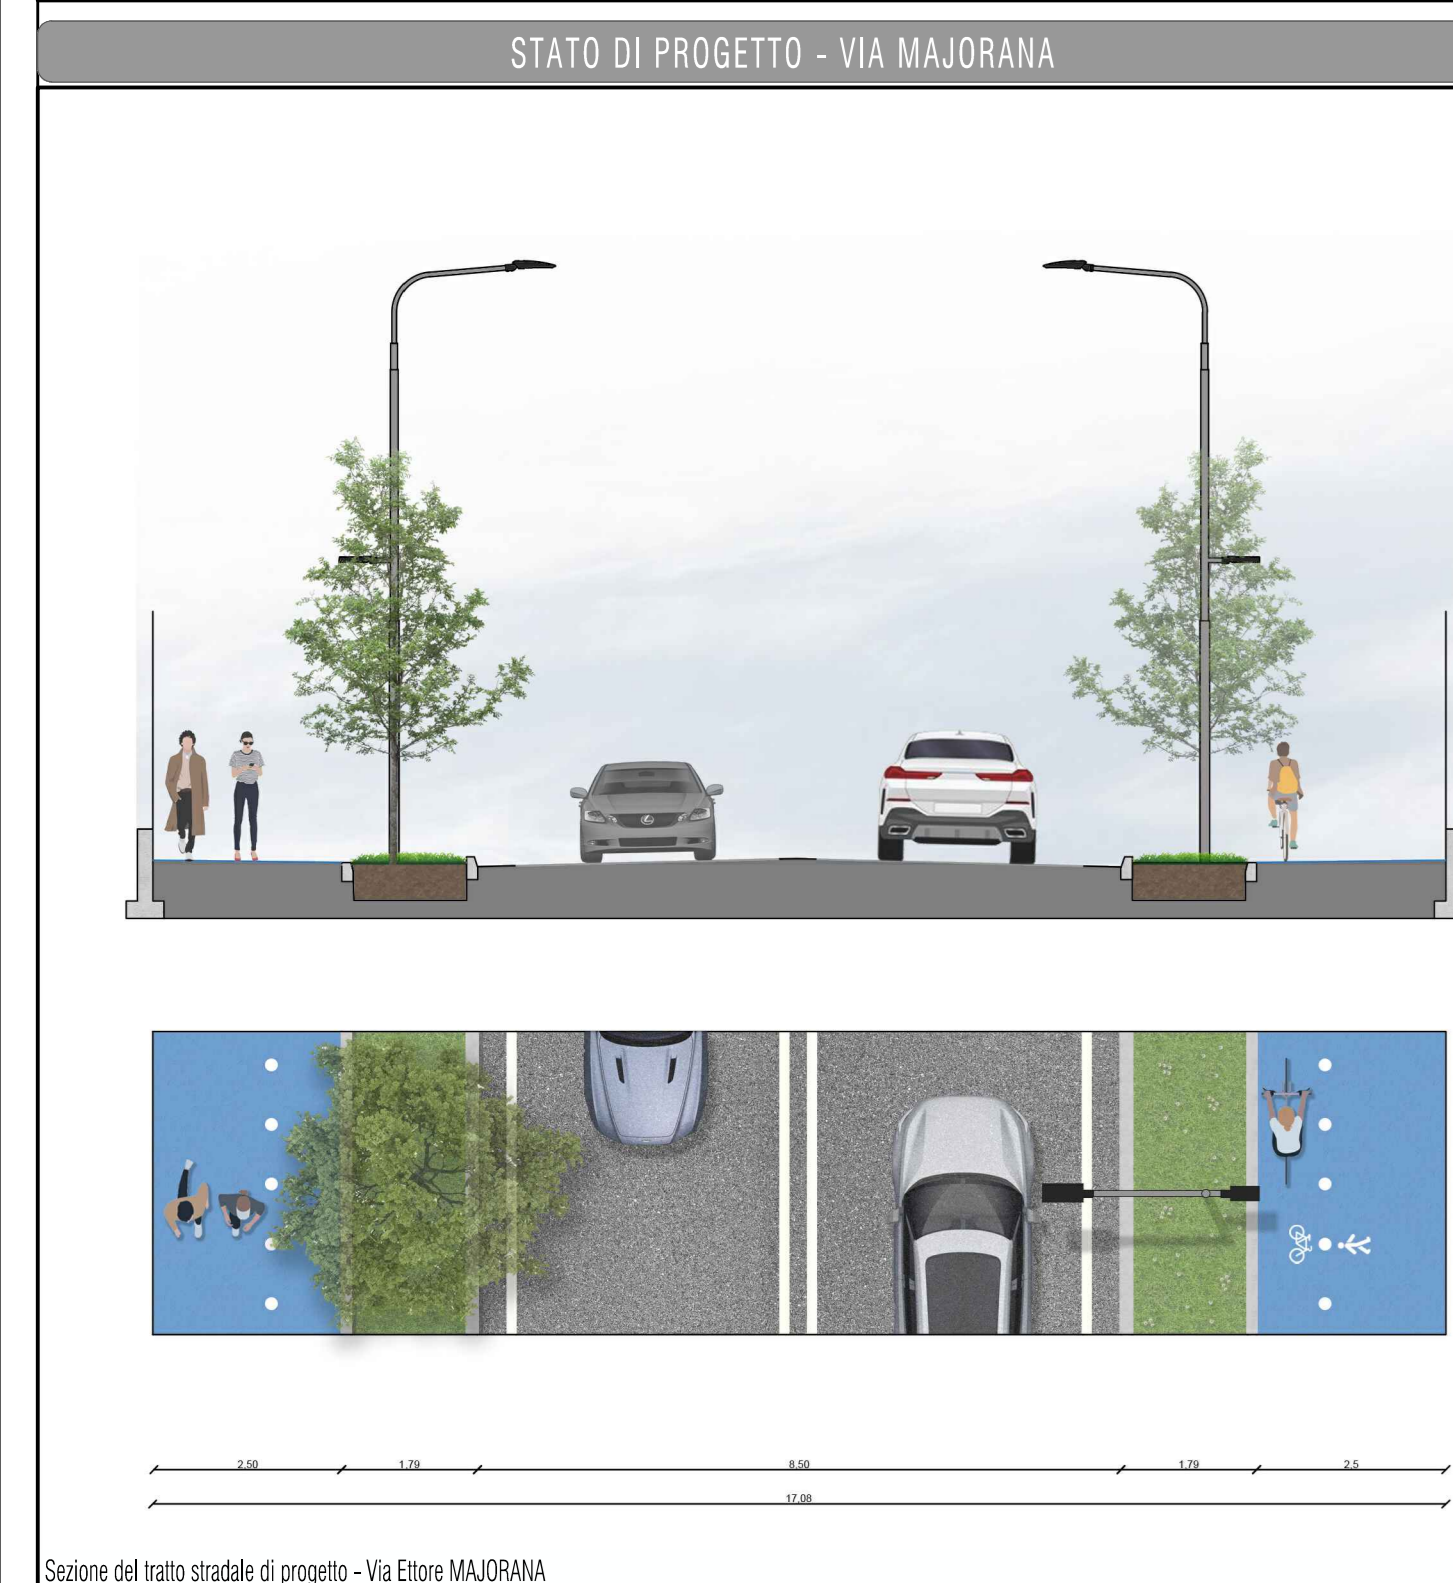 STATO DI PROGETTO - VIA MAJORANA
2,50 1,79 8,50 1,79 2,5
17,08
Sezione del tratto stradale di progetto - Via Ettore MAJORANA